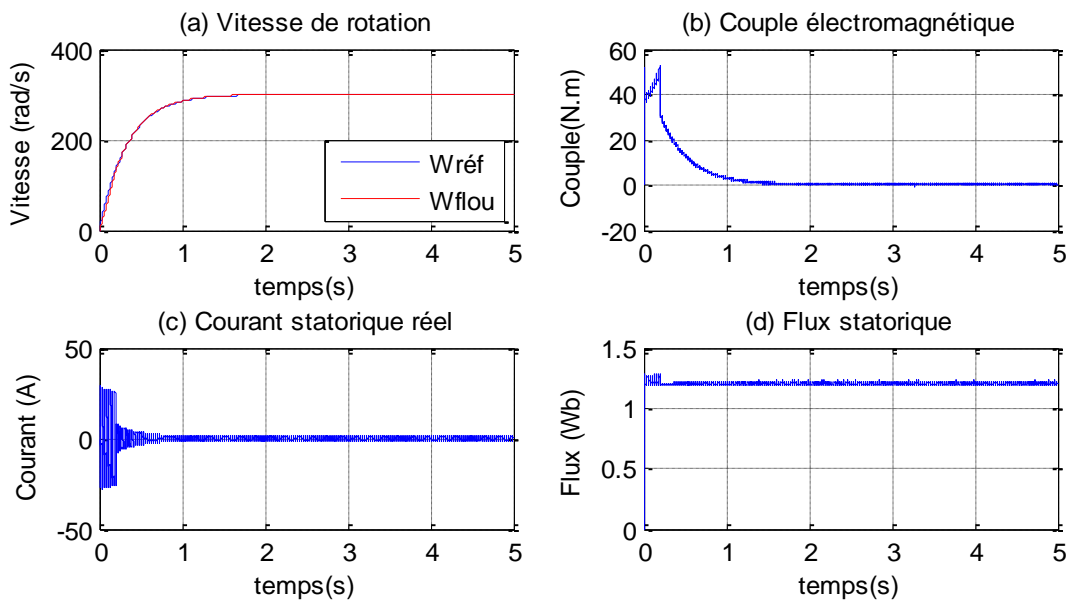 (a) Vitesse de rotation
400
200
0
Vitesse (rad/s)
Wréf
Wflou
0 1 2 3 4 5
temps(s)
(b) Couple électromagnétique
60
40
20
0
-20
Couple(N.m)
0 1 2 3 4 5
temps(s)
(c) Courant statorique réel
50
0
-50
Courant (A)
0 1 2 3 4 5
temps(s)
(d) Flux statorique
1.5
1
0.5
0
Flux (Wb)
0 1 2 3 4 5
temps(s)